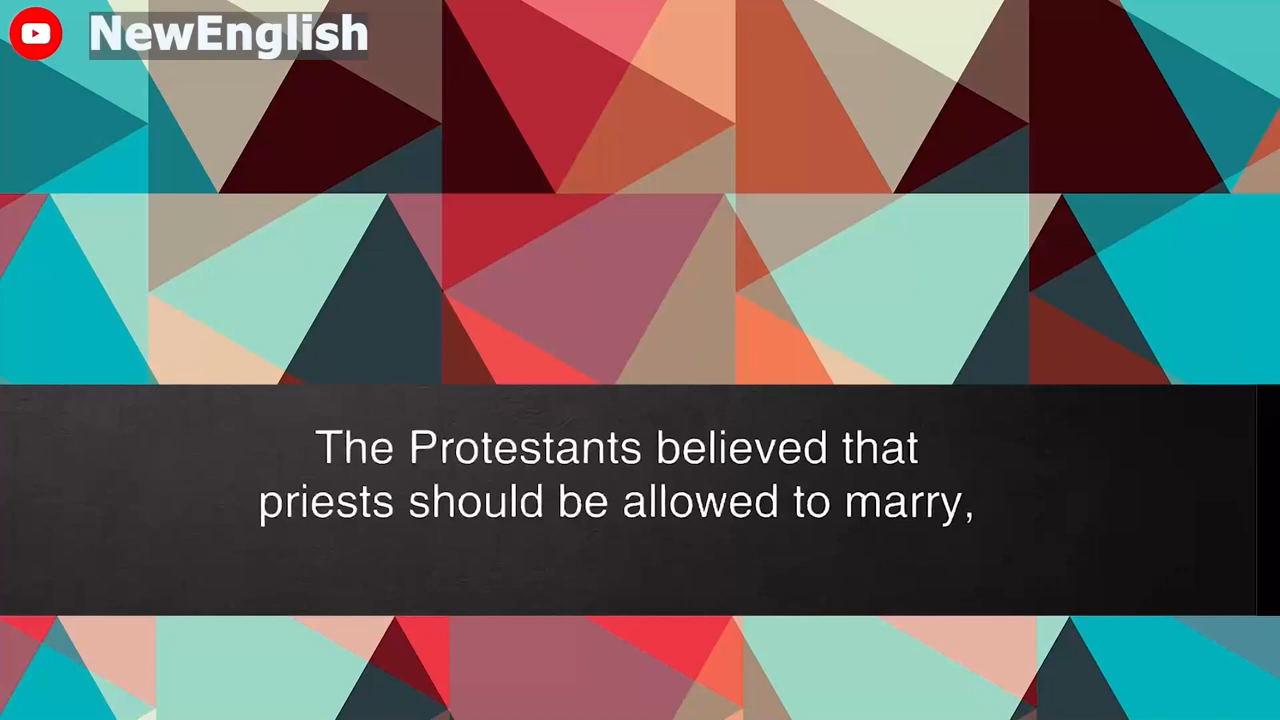 NewEnglish
The Protestants believed that
priests should be allowed to marry,